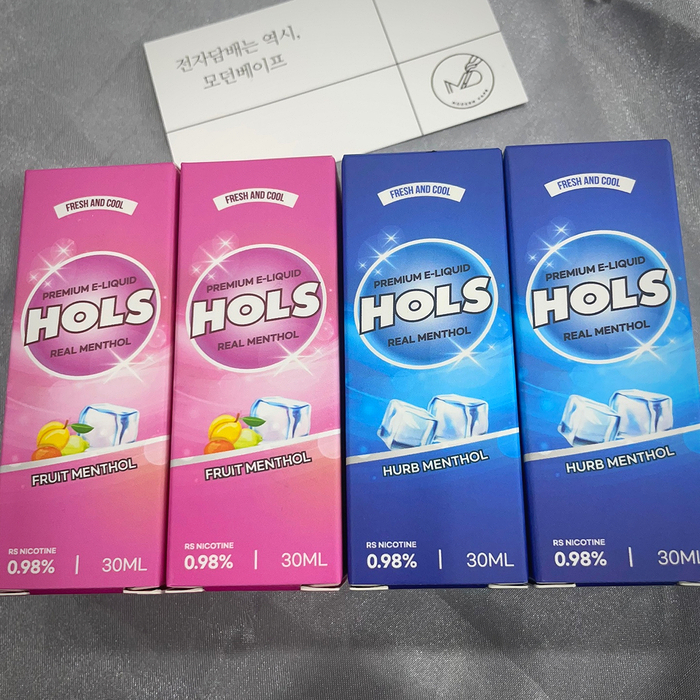 전자담배는 역시,
모던베이프
MODERN VAPE
FRESH AND COOL
PREMIUM E-LIQUID
HOLS
REAL MENTHOL
FRUIT MENTHOL
RS NICOTINE
0.98% | 30ML
FRESH AND COOL
PREMIUM E-LIQUID
HOLS
REAL MENTHOL
FRUIT MENTHOL
RS NICOTINE
0.98% | 30ML
FRESH AND COOL
PREMIUM E-LIQUID
HOLS
REAL MENTHOL
HURB MENTHOL
RS NICOTINE
0.98% | 30ML
FRESH AND COOL
PREMIUM E-LIQUID
HOLS
REAL MENTHOL
HURB MENTHOL
RS NICOTINE
0.98% | 30ML